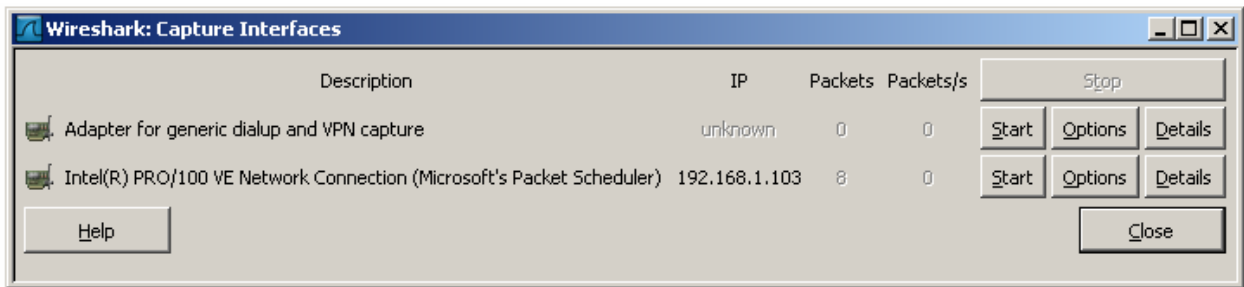 Wireshark: Capture Interfaces
Description IP Packets Packets/s Stop
Adapter for generic dialup and VPN capture unknown 0 0 Start Options Details
Intel(R) PRO/100 VE Network Connection (Microsoft's Packet Scheduler) 192.168.1.103 8 0 Start Options Details
Help Close